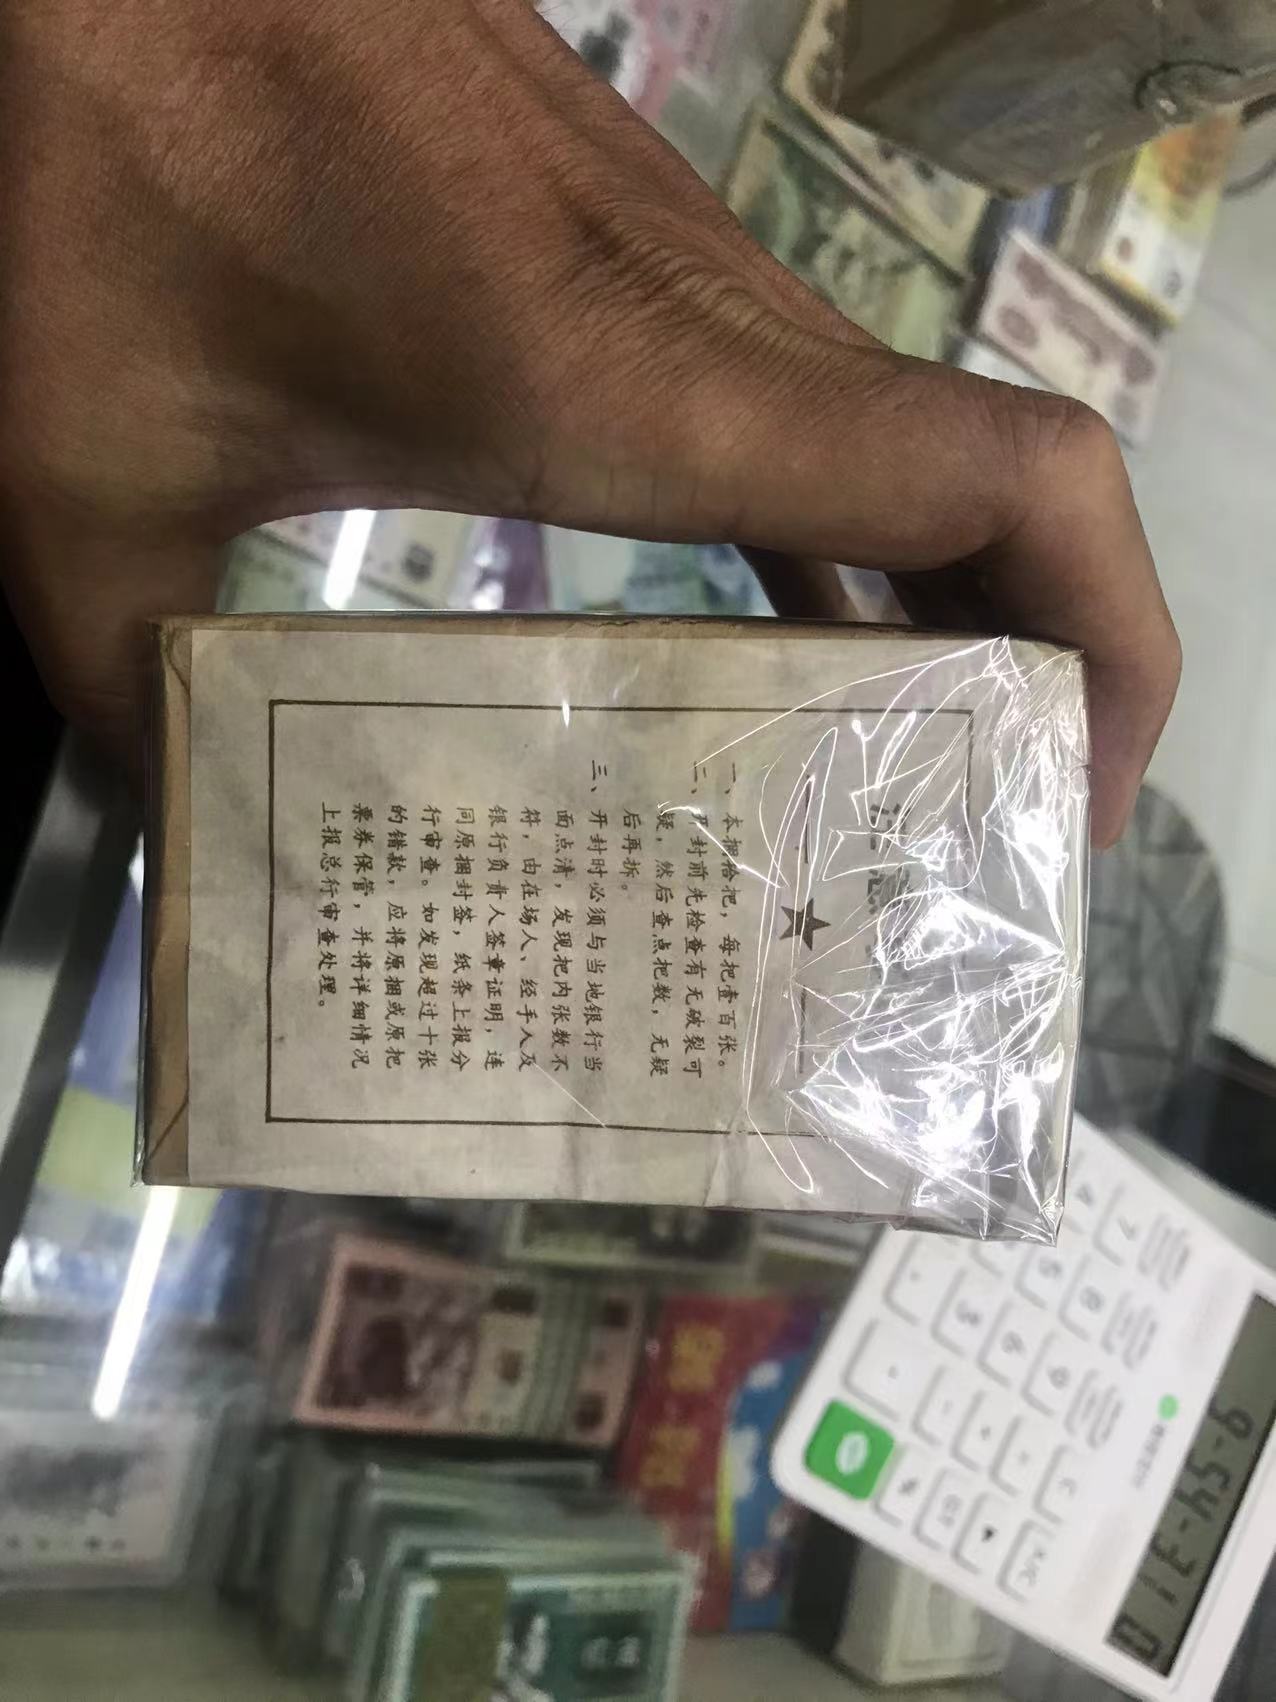 一、本捆拾把，每把壹百张。
二、开封前先检查有无破裂可
疑，然后查点把数，无疑
后再拆。
三、开封时必须与当地银行当
面点清，发现把内张数不
符，由在场人、经手人及
银行负责人签章证明，连
同原捆封签，纸条上报分
行审查。如发现超过十张
的错款，应将原捆或原把
票券保管，并将详细情况
上报总行审查处理。